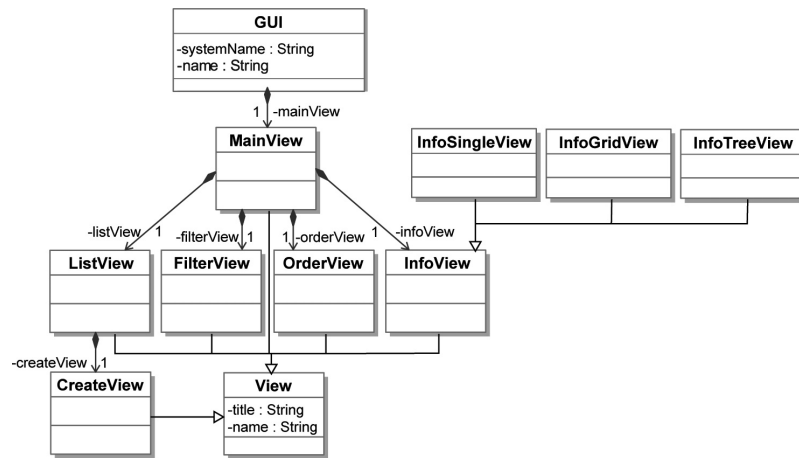 GUI
-systemName : String
-name : String
1 -mainView
MainView
InfoSingleView
InfoGridView
InfoTreeView
-listView 1
-filterView 1
1 -orderView
1 -infoView
ListView
FilterView
OrderView
InfoView
-createView 1
CreateView
View
-title : String
-name : String